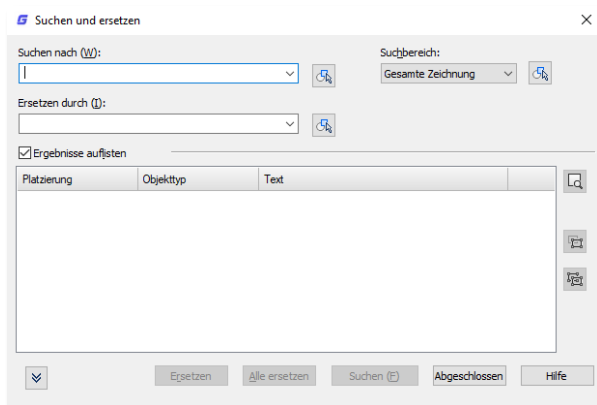 Suchen und ersetzen
Suchen nach (W):
Suchbereich:
Gesamte Zeichnung
Ersetzen durch (I):
Ergebnisse auflisten
Platzierung Objekttyp Text
Ersetzen Alle ersetzen Suchen (F) Abgeschlossen Hilfe